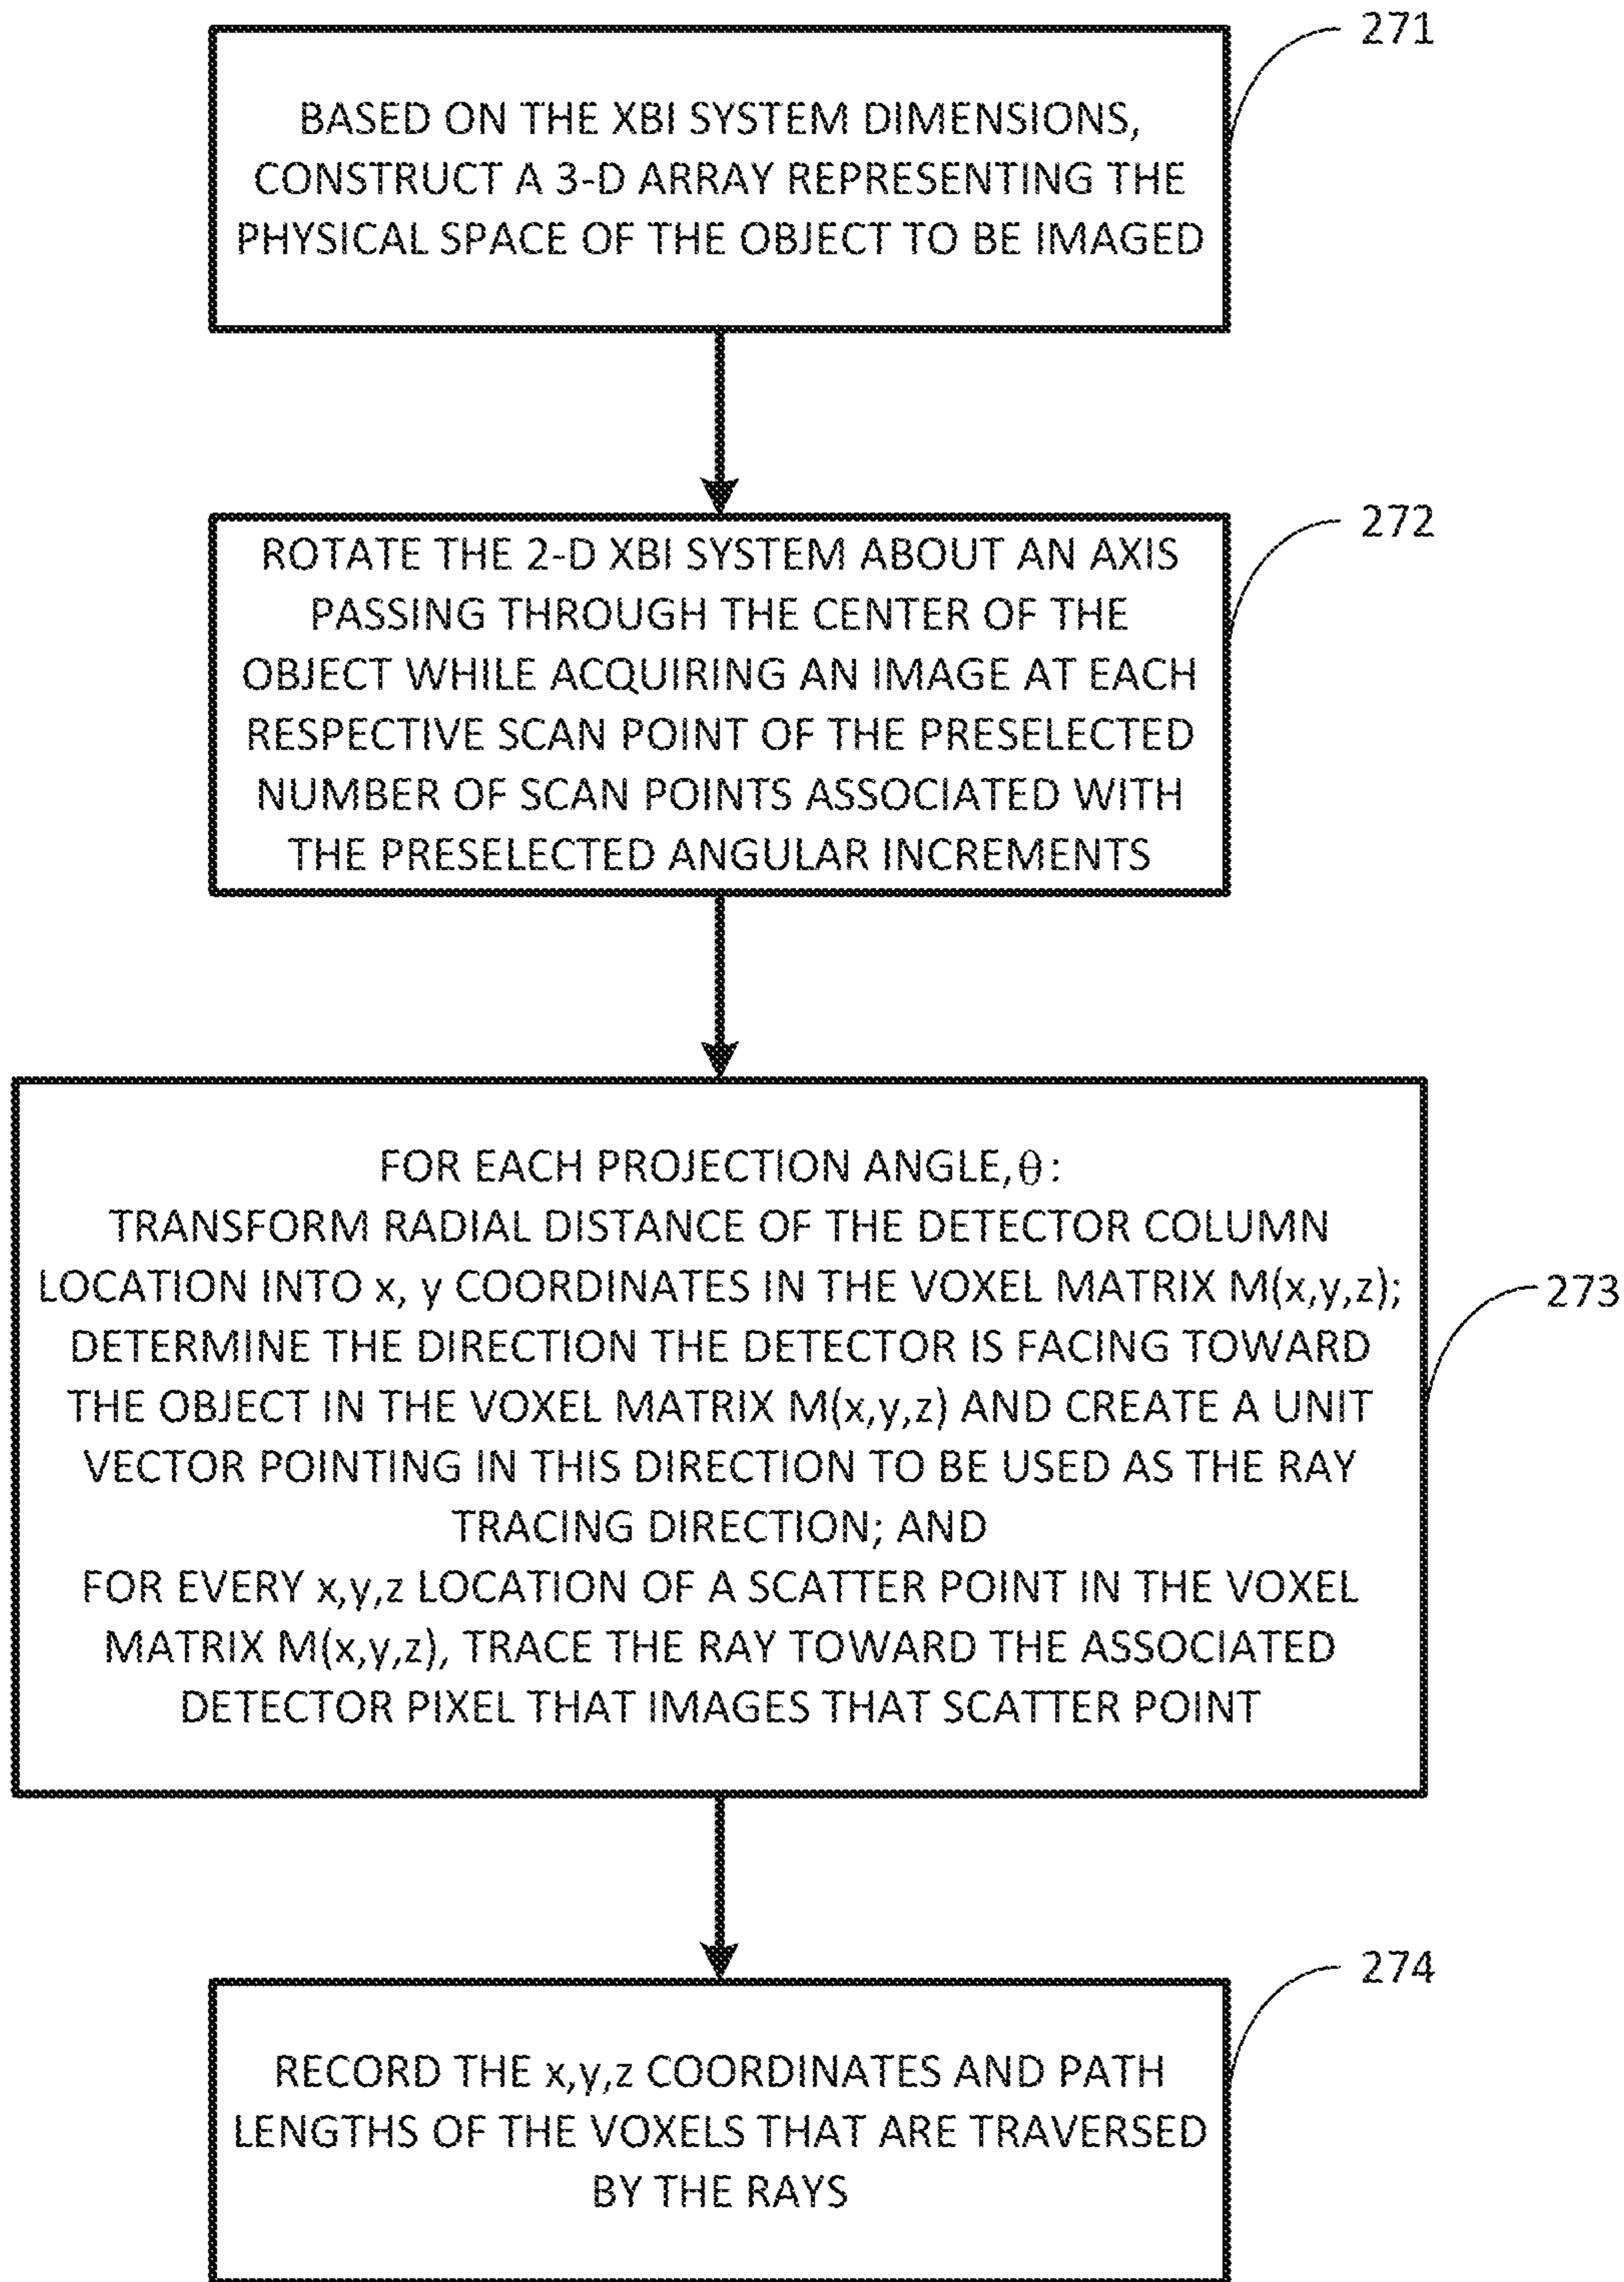 271
BASED ON THE XBI SYSTEM DIMENSIONS,
CONSTRUCT A 3-D ARRAY REPRESENTING THE
PHYSICAL SPACE OF THE OBJECT TO BE IMAGED
272
ROTATE THE 2-D XBI SYSTEM ABOUT AN AXIS
PASSING THROUGH THE CENTER OF THE
OBJECT WHILE ACQUIRING AN IMAGE AT EACH
RESPECTIVE SCAN POINT OF THE PRESELECTED
NUMBER OF SCAN POINTS ASSOCIATED WITH
THE PRESELECTED ANGULAR INCREMENTS
FOR EACH PROJECTION ANGLE, θ :
TRANSFORM RADIAL DISTANCE OF THE DETECTOR COLUMN
LOCATION INTO x, y COORDINATES IN THE VOXEL MATRIX M(x,y,z);
273
DETERMINE THE DIRECTION THE DETECTOR IS FACING TOWARD
THE OBJECT IN THE VOXEL MATRIX M(x,y,z) AND CREATE A UNIT
VECTOR POINTING IN THIS DIRECTION TO BE USED AS THE RAY
TRACING DIRECTION; AND
FOR EVERY x,y,z LOCATION OF A SCATTER POINT IN THE VOXEL
MATRIX M(x,y,z), TRACE THE RAY TOWARD THE ASSOCIATED
DETECTOR PIXEL THAT IMAGES THAT SCATTER POINT
274
RECORD THE x,y,z COORDINATES AND PATH
LENGTHS OF THE VOXELS THAT ARE TRAVERSED
BY THE RAYS